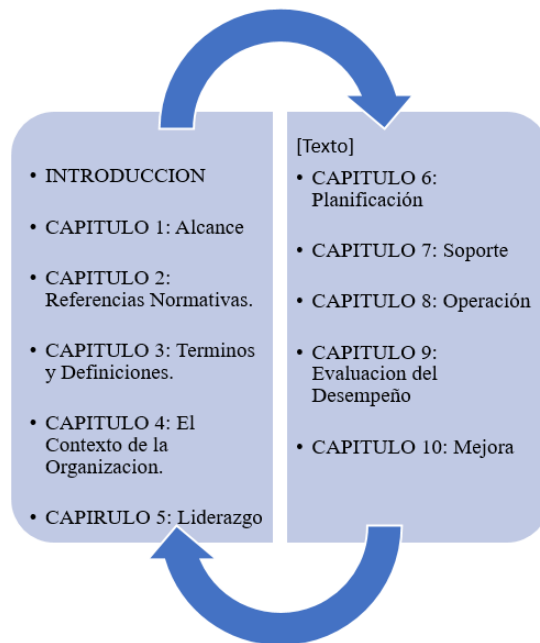 • INTRODUCCION
• CAPITULO 1: Alcance
• CAPITULO 2:
Referencias Normativas.
• CAPITULO 3: Terminos
y Definiciones.
• CAPITULO 4: El
Contexto de la
Organizacion.
• CAPIRULO 5: Liderazgo
[Texto]
• CAPITULO 6:
Planificación
• CAPITULO 7: Soporte
• CAPITULO 8: Operación
• CAPITULO 9:
Evaluacion del
Desempeño
• CAPITULO 10: Mejora